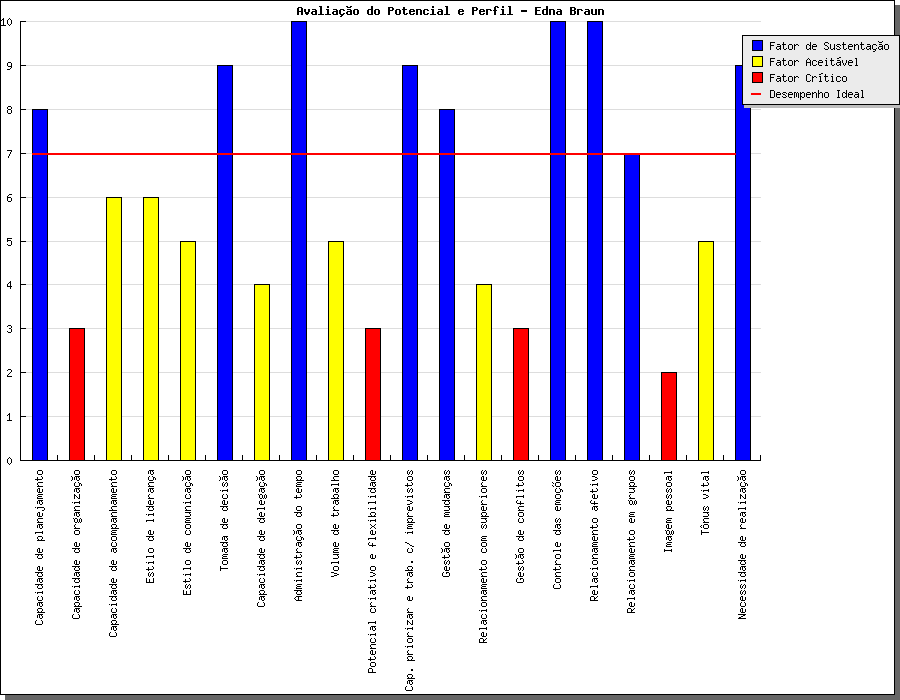 Avaliação do Potencial e Perfil - Edna Braun
Fator de Sustentação
Fator Aceitável
Fator Crítico
Desempenho Ideal
10
9
8
7
6
5
4
3
2
1
0
Capacidade de planejamento
Capacidade de organização
Capacidade de acompanhamento
Estilo de liderança
Estilo de comunicação
Tomada de decisão
Capacidade de delegação
Administração do tempo
Volume de trabalho
Potencial criativo e flexibilidade
Cap. priorizar e trab. c/ imprevistos
Gestão de mudanças
Relacionamento com superiores
Gestão de conflitos
Controle das emoções
Relacionamento afetivo
Relacionamento em grupos
Imagem pessoal
Tônus vital
Necessidade de realização